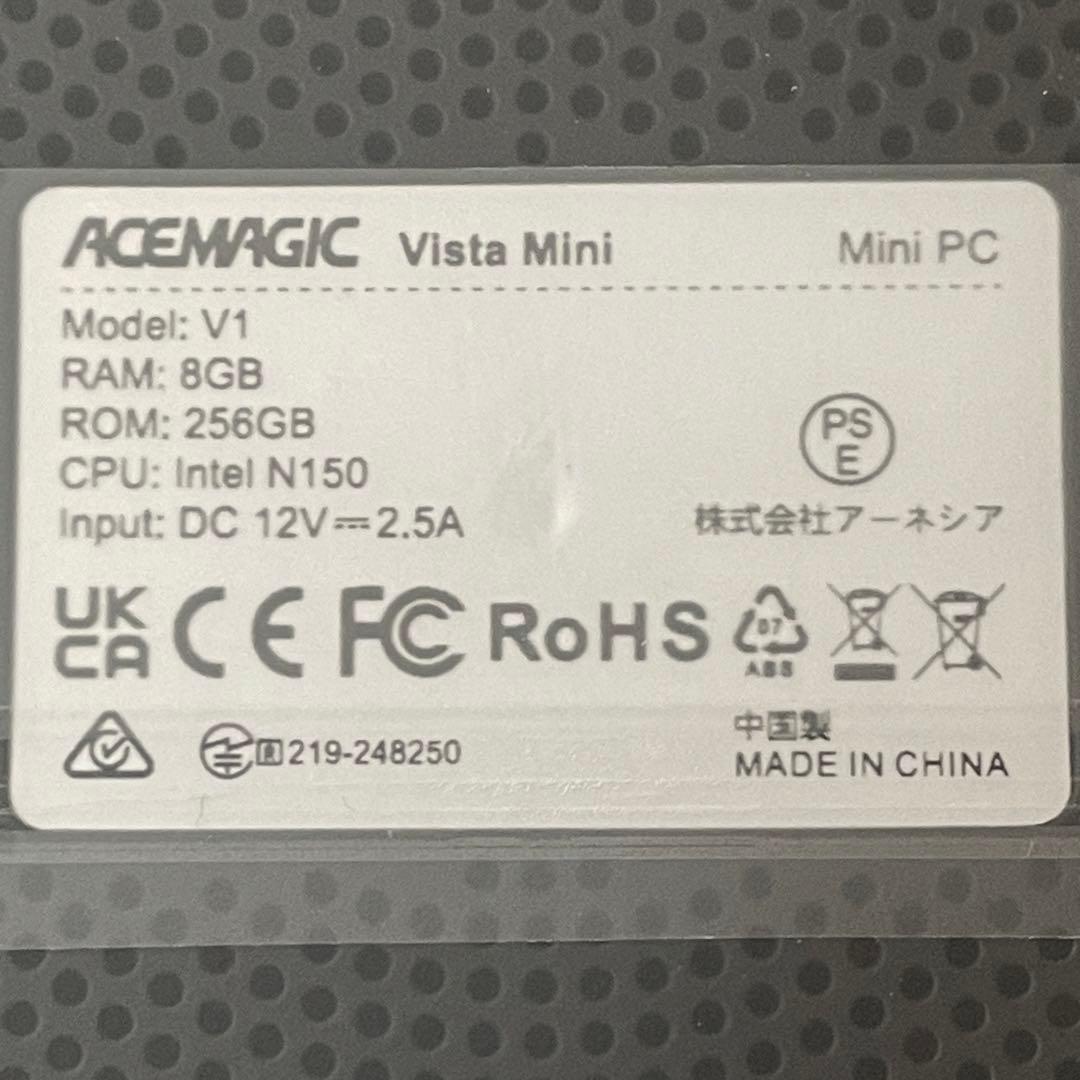 ACEMAGIC Vista Mini Mini PC
Model: V1
RAM: 8GB
ROM: 256GB
CPU: Intel N150
Input: DC 12V⎓2.5A
PS
E
株式会社アーネシア
UK
CA CE FC RoHS 07
ABS
R 219-248250
中国製
MADE IN CHINA